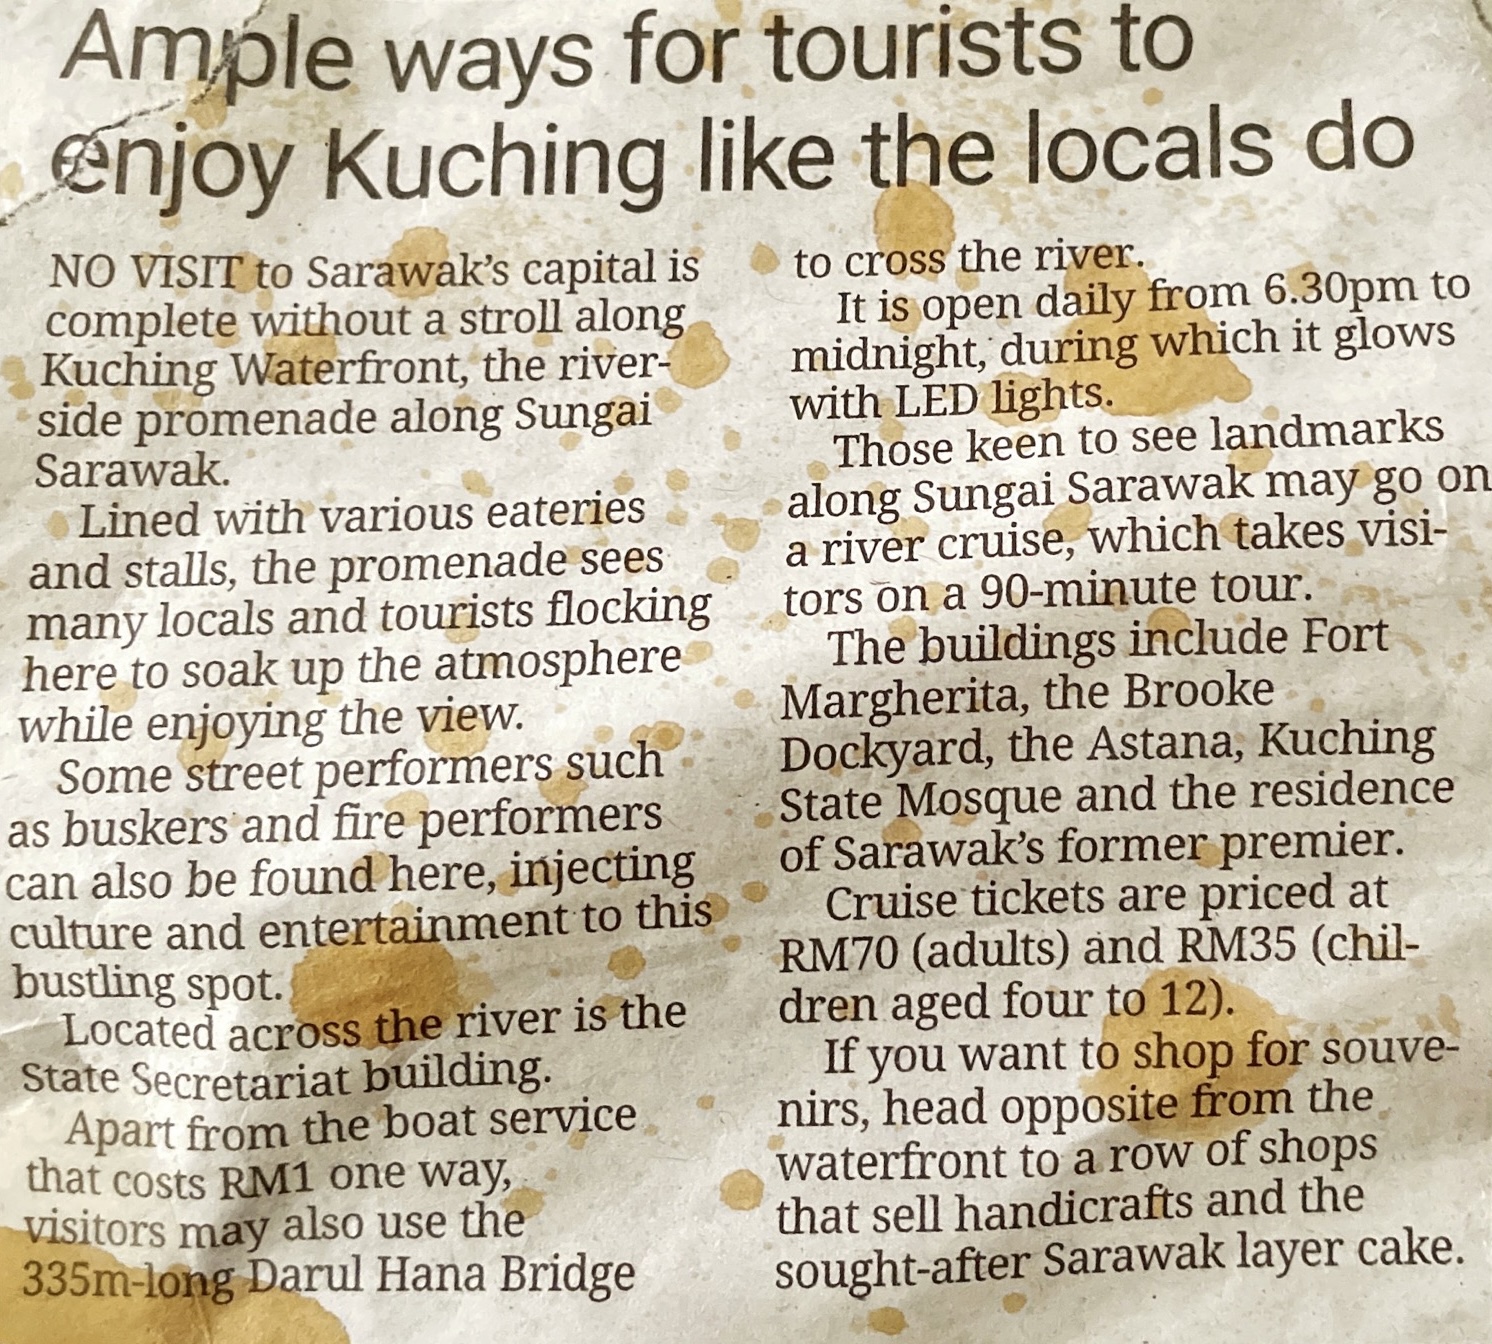 Ample ways for tourists to
enjoy Kuching like the locals do
NO VISIT to Sarawak's capital is
complete without a stroll along
Kuching Waterfront, the river-
side promenade along Sungai
Sarawak.
Lined with various eateries
and stalls, the promenade sees
many locals and tourists flocking
here to soak up the atmosphere
while enjoying the view.
Some street performers such
as buskers and fire performers
can also be found here, injecting
culture and entertainment to this
bustling spot.
Located across the river is the
State Secretariat building.
Apart from the boat service
that costs RM1 one way,
visitors may also use the
335m-long Darul Hana Bridge
to cross the river.
It is open daily from 6.30pm to
midnight, during which it glows
with LED lights.
Those keen to see landmarks
along Sungai Sarawak may go on
a river cruise, which takes visi-
tors on a 90-minute tour.
The buildings include Fort
Margherita, the Brooke
Dockyard, the Astana, Kuching
State Mosque and the residence
of Sarawak's former premier.
Cruise tickets are priced at
RM70 (adults) and RM35 (chil-
dren aged four to 12).
If you want to shop for souve-
nirs, head opposite from the
waterfront to a row of shops
that sell handicrafts and the
sought-after Sarawak layer cake.